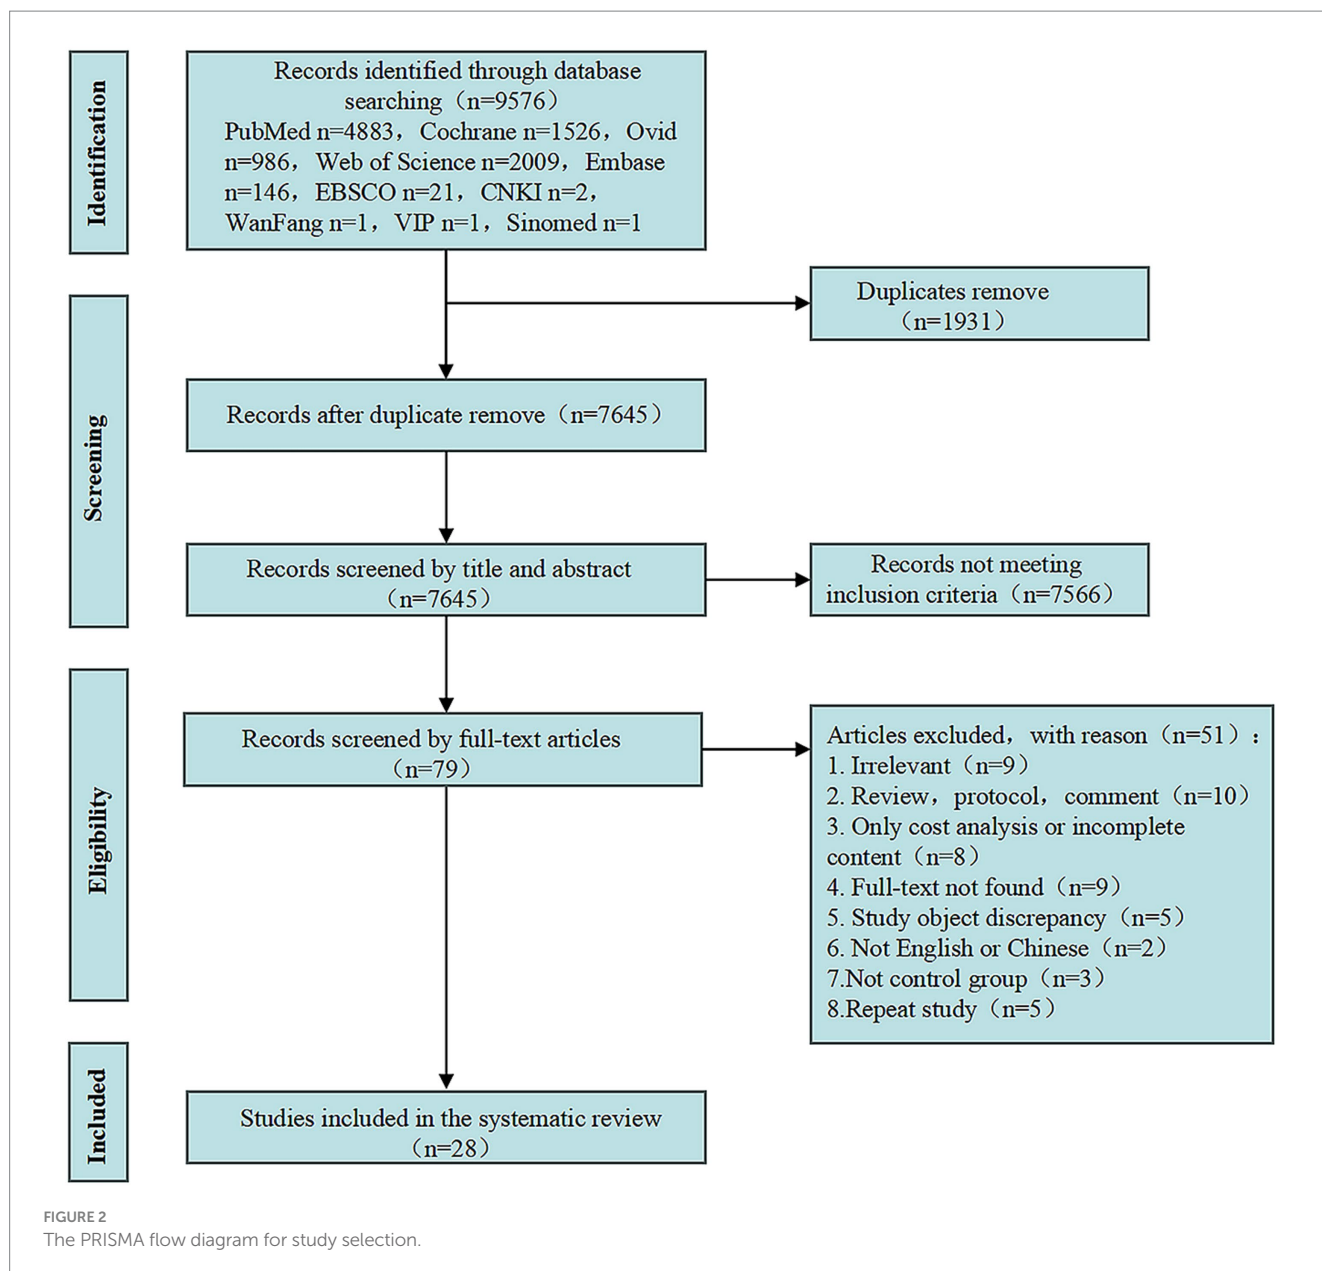 Identification
Records identified through database
searching（n=9576）
PubMed n=4883，Cochrane n=1526，Ovid
n=986，Web of Science n=2009，Embase
n=146，EBSCO n=21，CNKI n=2，
WanFang n=1，VIP n=1，Sinomed n=1
Duplicates remove
（n=1931）
Screening
Records after duplicate remove（n=7645）
Records screened by title and abstract
（n=7645）
Records not meeting
inclusion criteria（n=7566）
Eligibility
Records screened by full-text articles
（n=79）
Articles excluded，with reason（n=51）：
1. Irrelevant（n=9）
2. Review，protocol，comment（n=10）
3. Only cost analysis or incomplete
content（n=8）
4. Full-text not found（n=9）
5. Study object discrepancy（n=5）
6. Not English or Chinese（n=2）
7.Not control group（n=3）
8.Repeat study（n=5）
Included
Studies included in the systematic review
（n=28）
FIGURE 2
The PRISMA flow diagram for study selection.